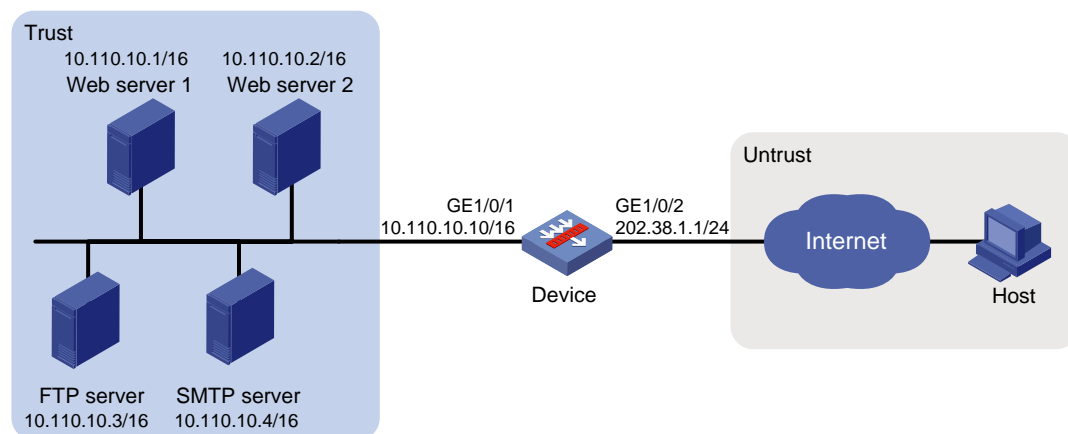 Trust
10.110.10.1/16
Web server 1
10.110.10.2/16
Web server 2
Untrust
GE1/0/1
10.110.10.10/16
GE1/0/2
202.38.1.1/24
Internet
Device
Host
FTP server
10.110.10.3/16
SMTP server
10.110.10.4/16